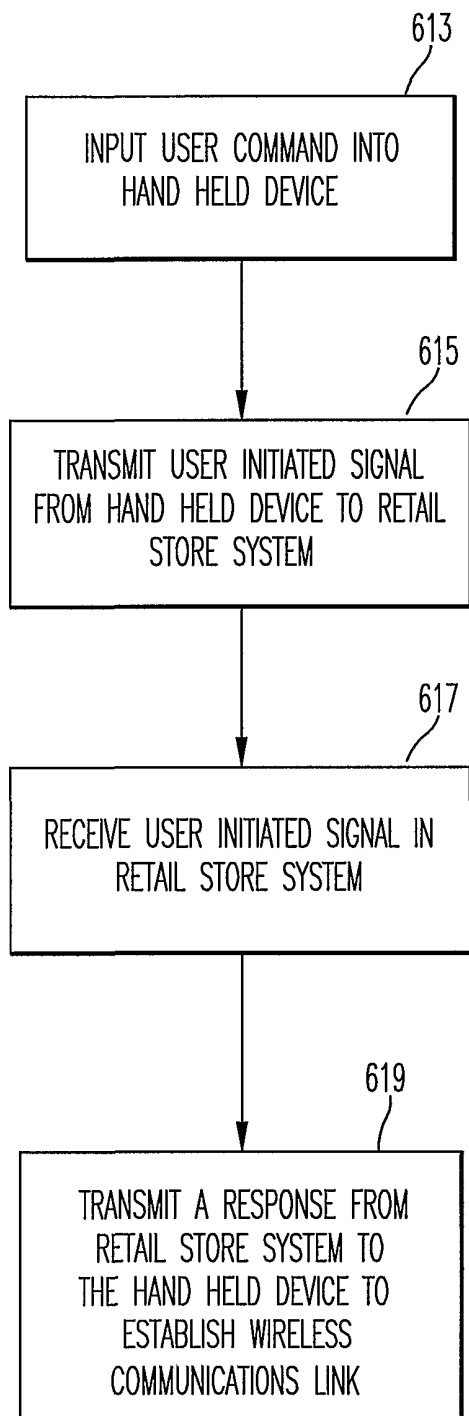 613
INPUT USER COMMAND INTO
HAND HELD DEVICE
615
TRANSMIT USER INITIATED SIGNAL
FROM HAND HELD DEVICE TO RETAIL
STORE SYSTEM
617
RECEIVE USER INITIATED SIGNAL IN
RETAIL STORE SYSTEM
619
TRANSMIT A RESPONSE FROM
RETAIL STORE SYSTEM TO
THE HAND HELD DEVICE TO
ESTABLISH WIRELESS
COMMUNICATIONS LINK